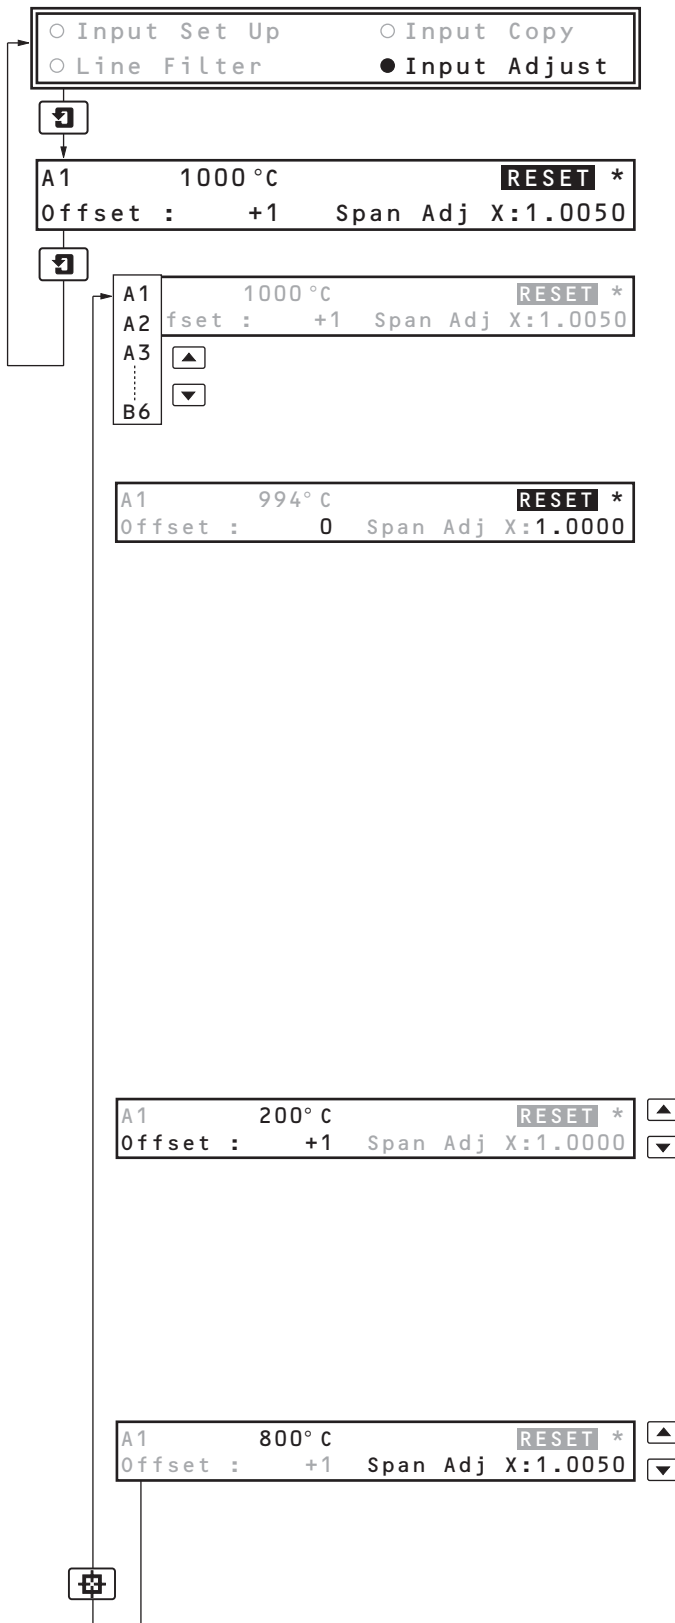 ○ Input Set Up ○ Input Copy
○ Line Filter ● Input Adjust
A1 1000 °C RESET *
Offset : +1 Span Adj X:1.0050
A1 1000 °C RESET *
A2 fset : +1 Span Adj X:1.0050
A3
B6
A1 994° C RESET *
Offset : 0 Span Adj X:1.0000
A1 200° C RESET *
Offset : +1 Span Adj X:1.0000
A1 800° C RESET *
Offset : +1 Span Adj X:1.0050